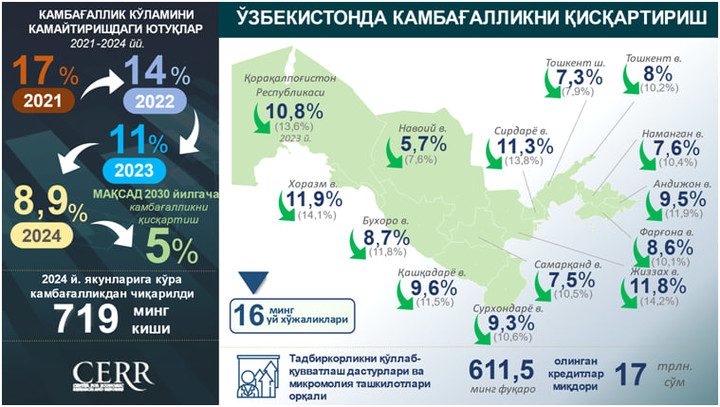 КАМБАҒАЛЛИК КЎЛАМИНИ
КАМАЙТИРИШДАГИ ЮТУҚЛАР
2021-2024 йй.
17 %
2021
14 %
2022
11 %
2023
8,9%
2024
МАҚСАД 2030 йилгача
камбағалликни
қисқартиш
5%
2024 й. якунларига кўра
камбағалликдан чиқарилди
719 минг
киши
CERR
ЎЗБЕКИСТОНДА КАМБАҒАЛЛИКНИ ҚИСҚАРТИРИШ
Қорақалпоғистон
Республикаси
10,8%
(13,6%)
2023 й.
Навоий в.
5,7%
(7,6%)
Сирдарё в.
11,3%
(13,8%)
Тошкент ш.
7,3%
(7,9%)
Тошкент в.
8%
(10,2%)
Наманган в.
7,6%
(10,4%)
Андижон в.
9,5%
(11,9%)
Фарғона в.
8,6%
(10,1%)
Жиззах в.
11,8%
(14,2%)
Хоразм в.
11,9%
(14,1%)
Бухоро в.
8,7%
(11,8%)
Қашқадарё в.
9,6%
(11,5%)
Самарқанд в.
7,5%
(10,5%)
Сурхондарё в.
9,3%
(10,6%)
16 минг
уй хўжаликлари
Тадбиркорликни қўллаб-
қувватлаш дастурлари ва
микромолия ташкилотлари
орқали
611,5
минг фуқаро
олинган
кредитлар
миқдори
17 трлн.
сўм